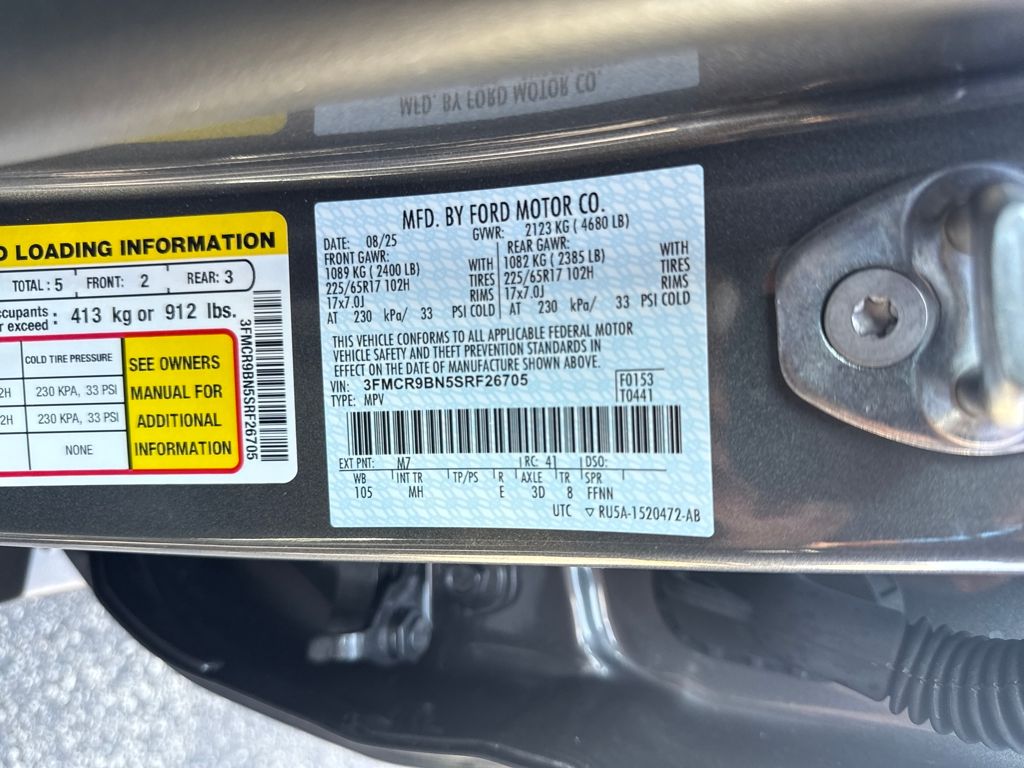 MFD. BY FORD MOTOR CO.
LOADING INFORMATION
TOTAL : 5 FRONT: 2 REAR: 3
413 kg or 912 lbs.
exceed :
COLD TIRE PRESSURE
230 KPA, 33 PSI
230 KPA, 33 PSI
NONE
SEE OWNERS
MANUAL FOR
ADDITIONAL
INFORMATION
3FMCR9BN5SRF26705
MFD. BY FORD MOTOR CO.
DATE: 08/25 GVWR: 2123 KG ( 4680 LB)
FRONT GAWR: REAR GAWR:
1089 KG ( 2400 LB) WITH 1082 KG ( 2385 LB) WITH
225/65R17 102H TIRES 225/65R17 102H TIRES
17x7.0J RIMS 17x7.0J RIMS
AT 230 kPa/ 33 PSI COLD AT 230 kPa/ 33 PSI COLD
THIS VEHICLE CONFORMS TO ALL APPLICABLE FEDERAL MOTOR
VEHICLE SAFETY AND THEFT PREVENTION STANDARDS IN
EFFECT ON THE DATE OF MANUFACTURE SHOWN ABOVE.
VIN: 3FMCR9BN5SRF26705 F0153
TYPE: MPV T0441
EXT PNT: M7 RC: 41 DSO:
WB INT TR TP/PS R AXLE TR SPR
105 MH E 3D 8 FFNN
UTC ▽ RU5A-1520472-AB